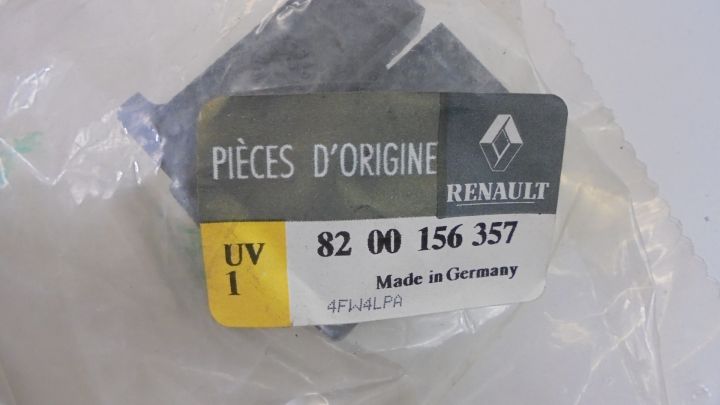 PIÈCES D'ORIGINE
RENAULT
UV
1
82 00 156 357
Made in Germany
4FW4LPA